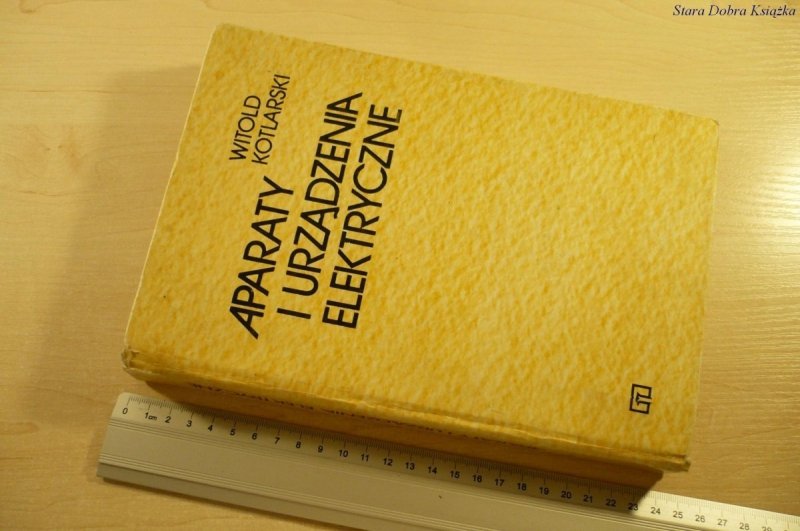 Stara Dobra Książka
WITOLD
KOTLARSKI
APARATY
I URZĄDZENIA
ELEKTRYCZNE
0 1cm 2 3 4 5 6 7 8 9 10 11 12 13 14 15 16 17 18 19 20 21 22 23 24 25 26 27 28 29